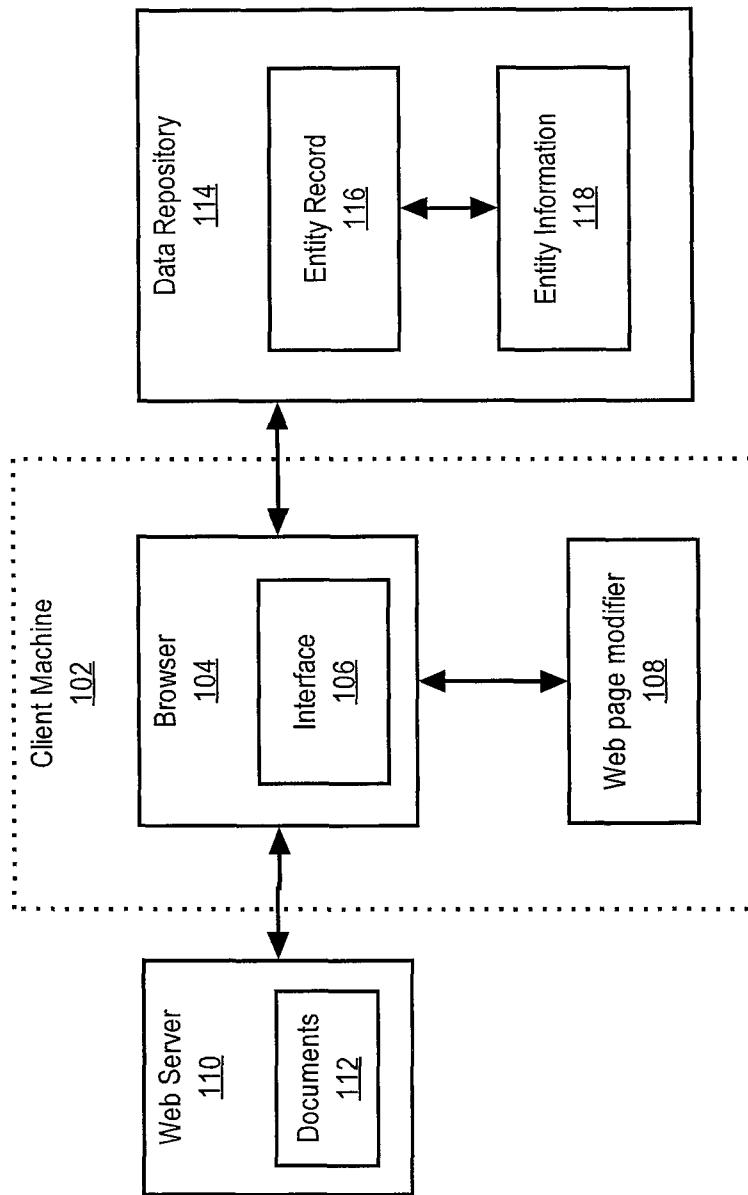 Web Server
110
Documents
112
Client Machine
102
Browser
104
Interface
106
Web page modifier
108
Data Repository
114
Entity Record
116
Entity Information
118